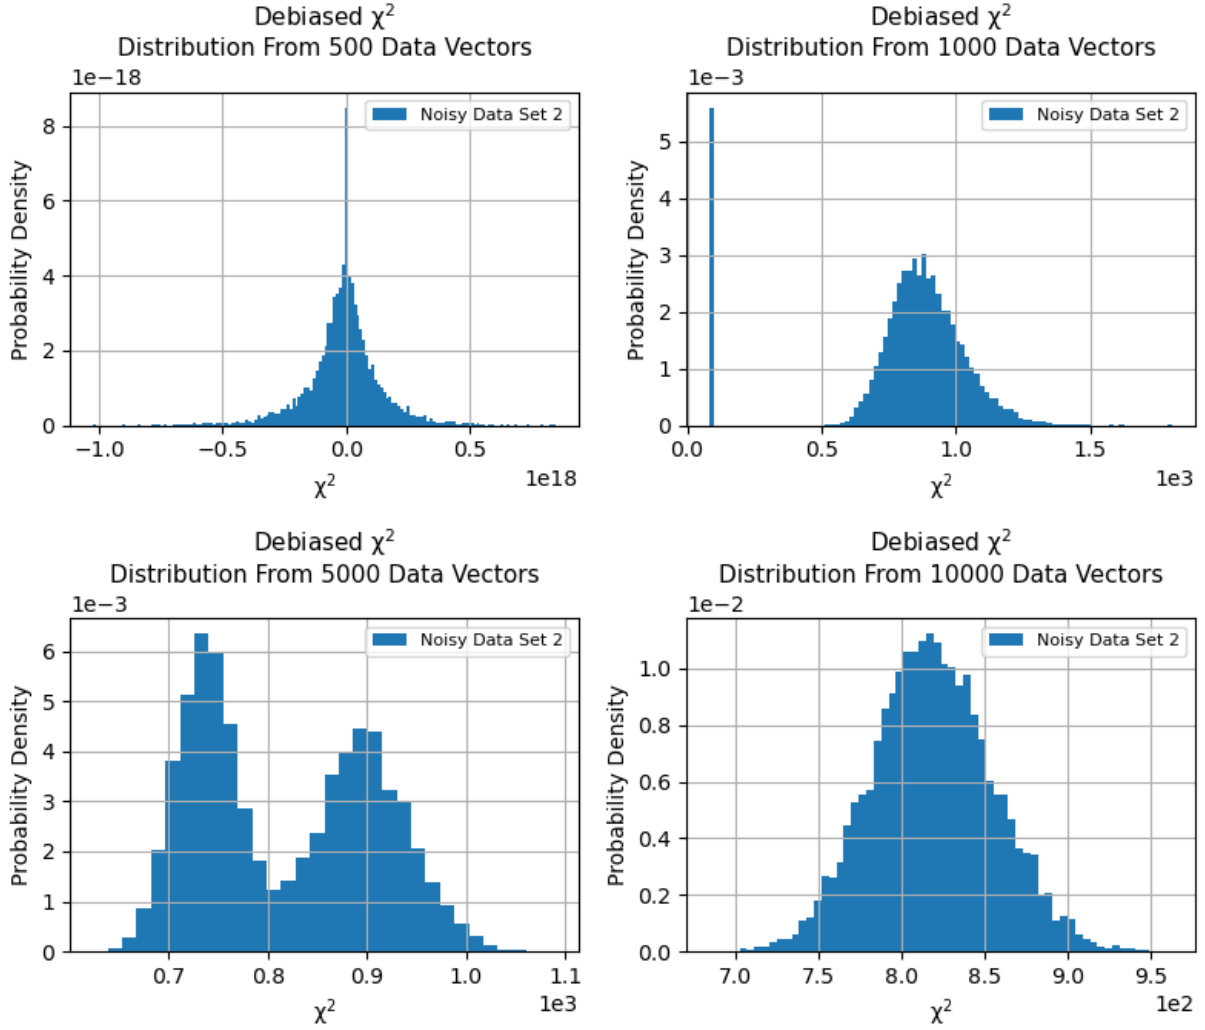 Debiased χ²
Distribution From 500 Data Vectors
1e−18
Noisy Data Set 2
8
6
4
2
0
Probability Density
−1.0
−0.5
0.0
0.5
1e18
χ²
Debiased χ²
Distribution From 1000 Data Vectors
1e−3
Noisy Data Set 2
5
4
3
2
1
0
Probability Density
0.0
0.5
1.0
1.5
1e3
χ²
Debiased χ²
Distribution From 5000 Data Vectors
1e−3
Noisy Data Set 2
6
5
4
3
2
1
0
Probability Density
0.7
0.8
0.9
1.0
1.1
1e3
χ²
Debiased χ²
Distribution From 10000 Data Vectors
1e−2
Noisy Data Set 2
1.0
0.8
0.6
0.4
0.2
0.0
Probability Density
7.0
7.5
8.0
8.5
9.0
9.5
1e2
χ²